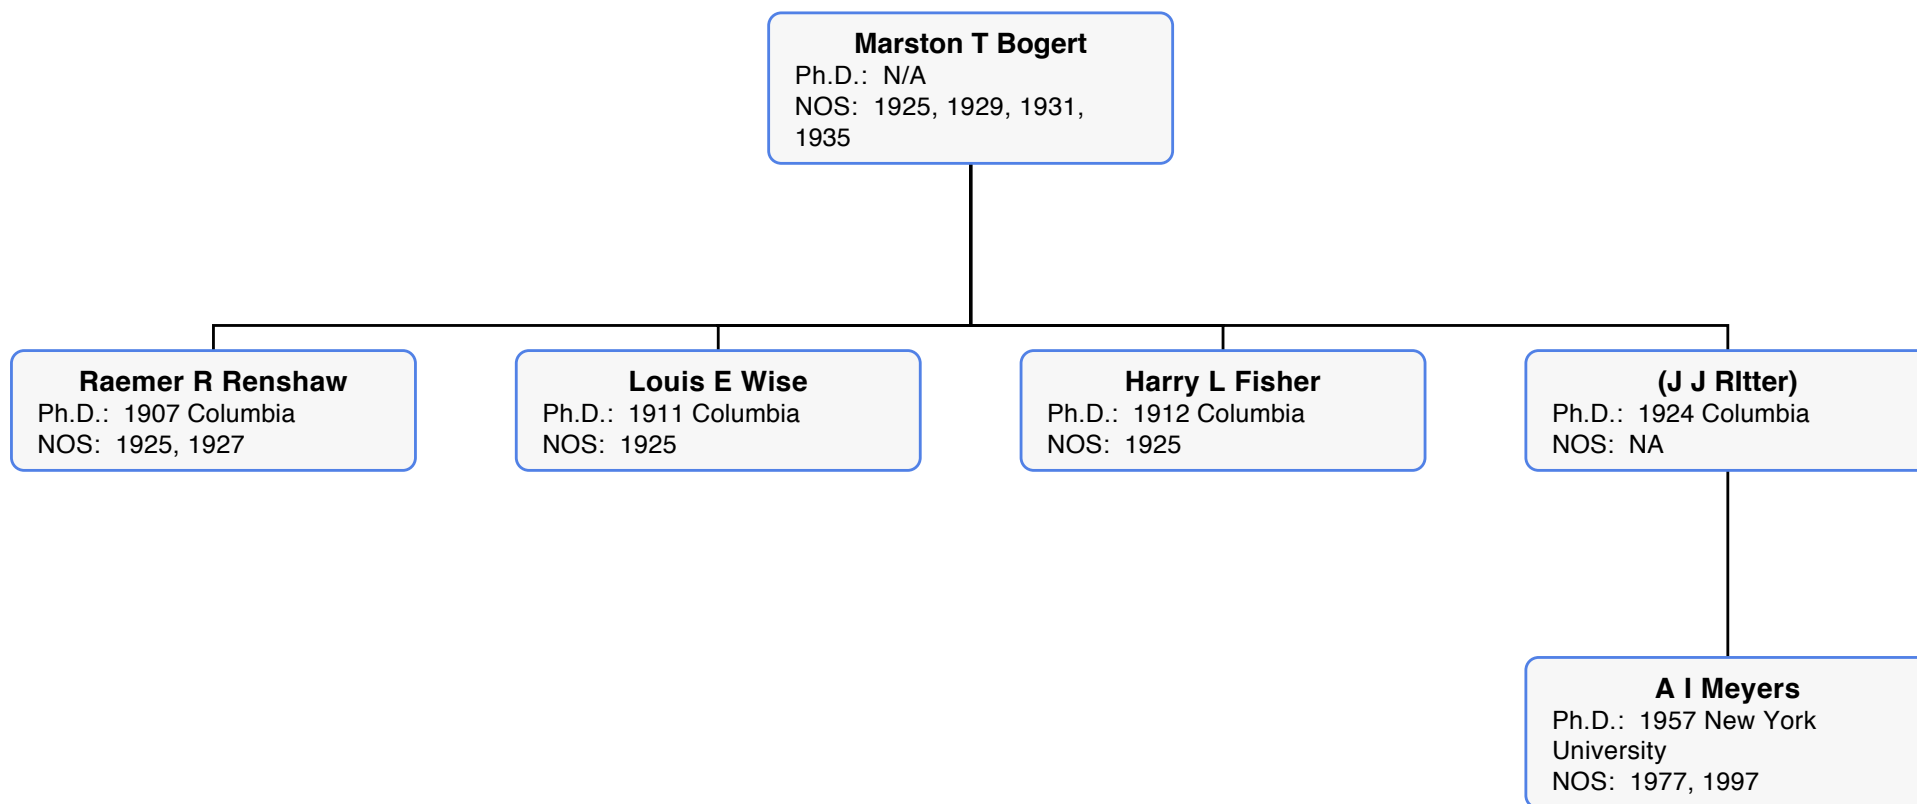 Marston T Bogert
Ph.D.: N/A
NOS: 1925, 1929, 1931,
1935
Raemer R Renshaw
Ph.D.: 1907 Columbia
NOS: 1925, 1927
Louis E Wise
Ph.D.: 1911 Columbia
NOS: 1925
Harry L Fisher
Ph.D.: 1912 Columbia
NOS: 1925
(J J RItter)
Ph.D.: 1924 Columbia
NOS: NA
A I Meyers
Ph.D.: 1957 New York
University
NOS: 1977, 1997